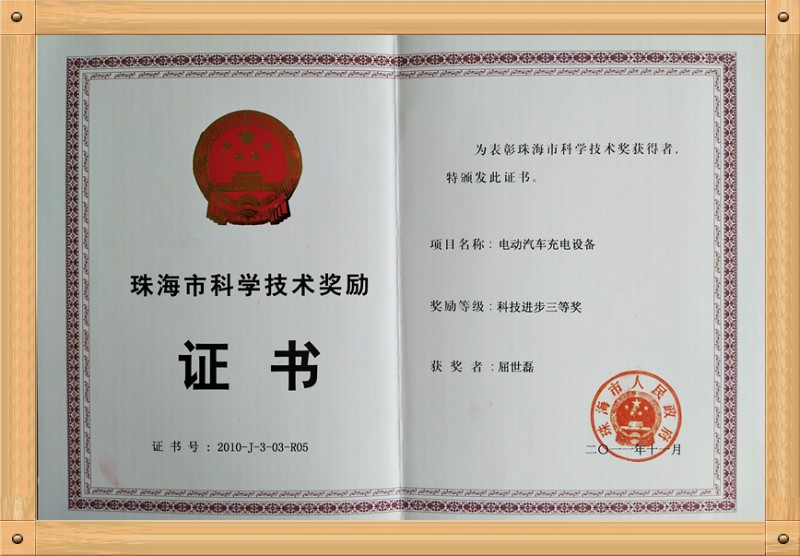 珠海市科学技术奖励
证书
证书号：2010-J-3-03-R05
为表彰珠海市科学技术奖获得者，
特颁发此证书。
项目名称：电动汽车充电设备
奖励等级：科技进步三等奖
获奖者：屈世磊
珠海市人民政府
二〇一一年十一月